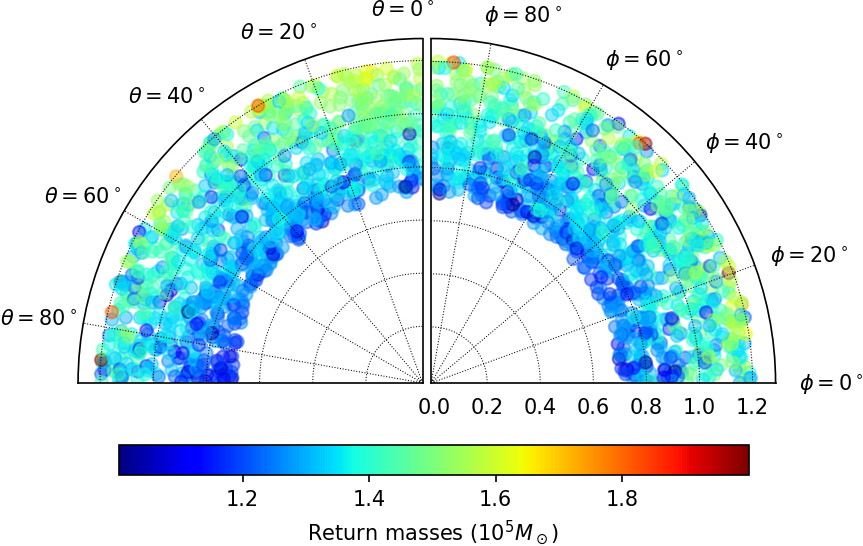 θ = 0°
ϕ = 80°
θ = 20°
ϕ = 60°
θ = 40°
ϕ = 40°
θ = 60°
ϕ = 20°
θ = 80°
ϕ = 0°
0.0 0.2 0.4 0.6 0.8 1.0 1.2
1.2 1.4 1.6 1.8
Return masses (10⁵M☉)